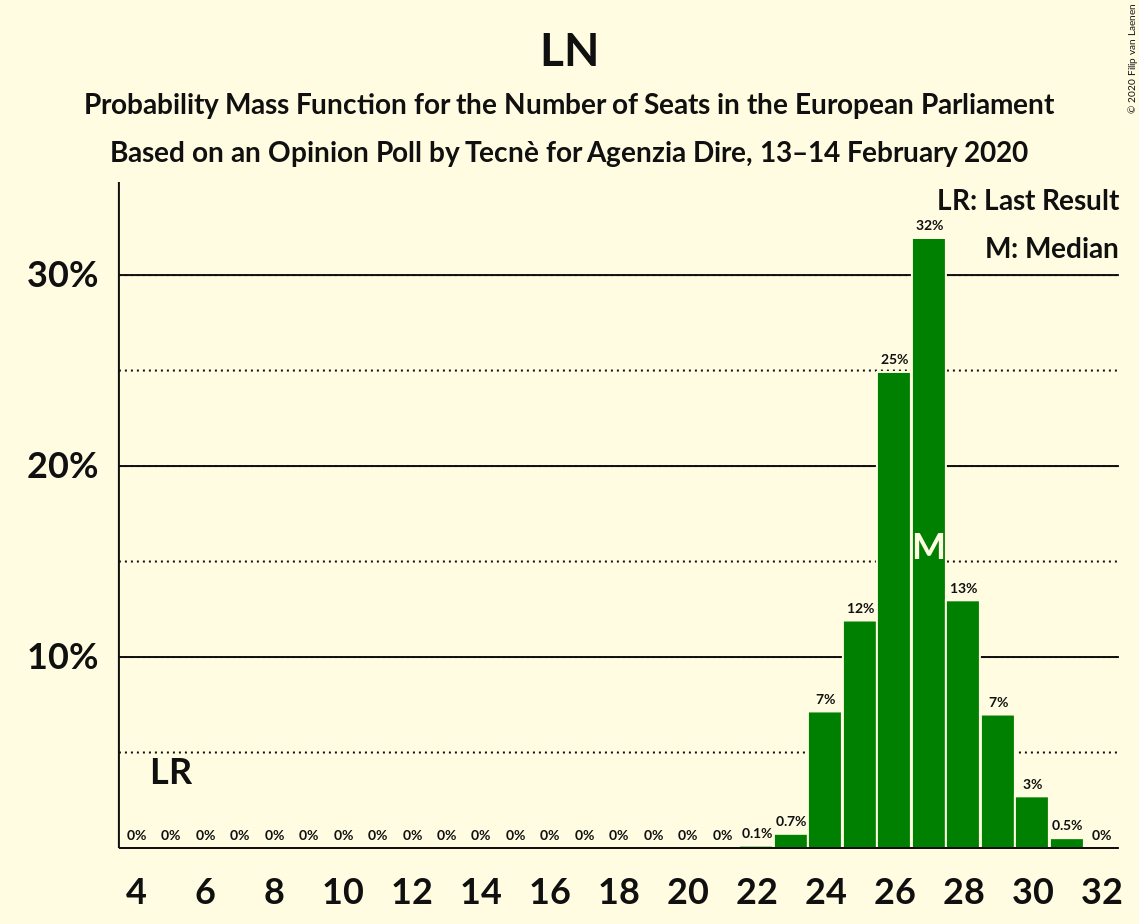 LN
Probability Mass Function for the Number of Seats in the European Parliament
Based on an Opinion Poll by Tecnè for Agenzia Dire, 13–14 February 2020
© 2020 Filip van Laenen
LR: Last Result
M: Median
30%
20%
10%
LR
M
0% 0% 0% 0% 0% 0% 0% 0% 0% 0% 0% 0% 0% 0% 0% 0% 0% 0% 0.1% 0.7% 7% 12% 25% 32% 13% 7% 3% 0.5% 0%
4 6 8 10 12 14 16 18 20 22 24 26 28 30 32